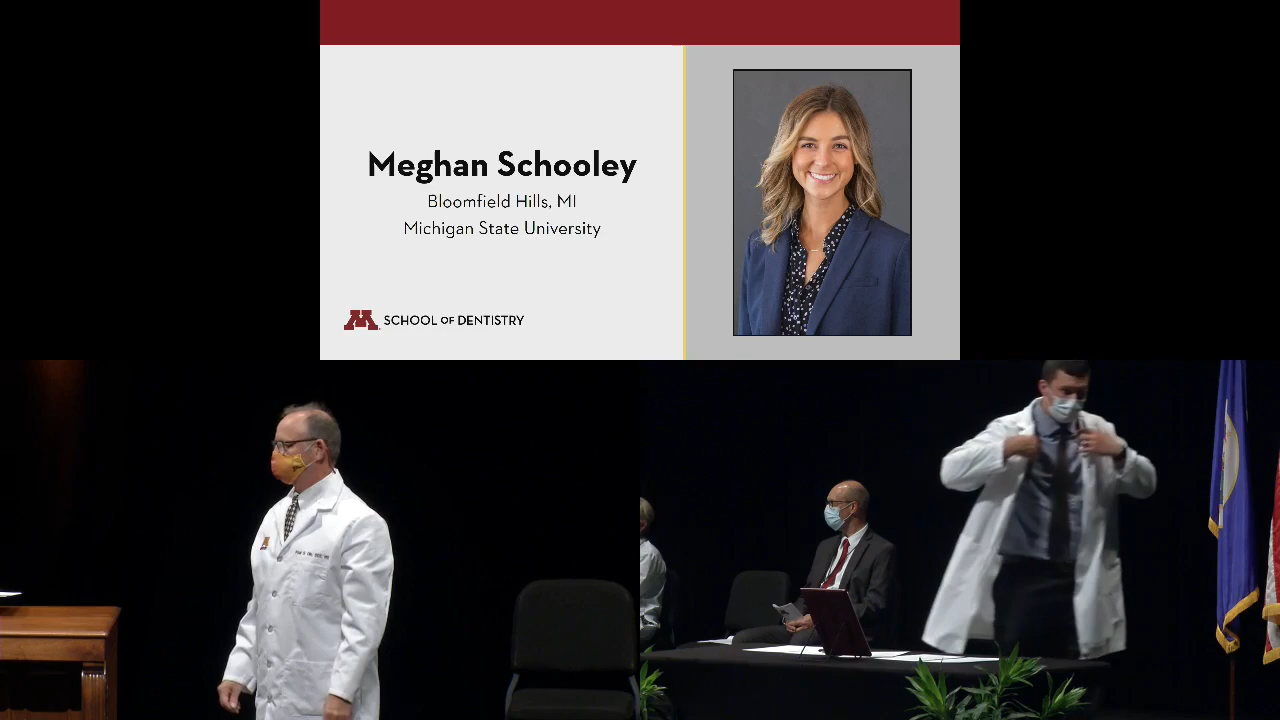 Meghan Schooley
Bloomfield Hills, MI
Michigan State University
M SCHOOL OF DENTISTRY